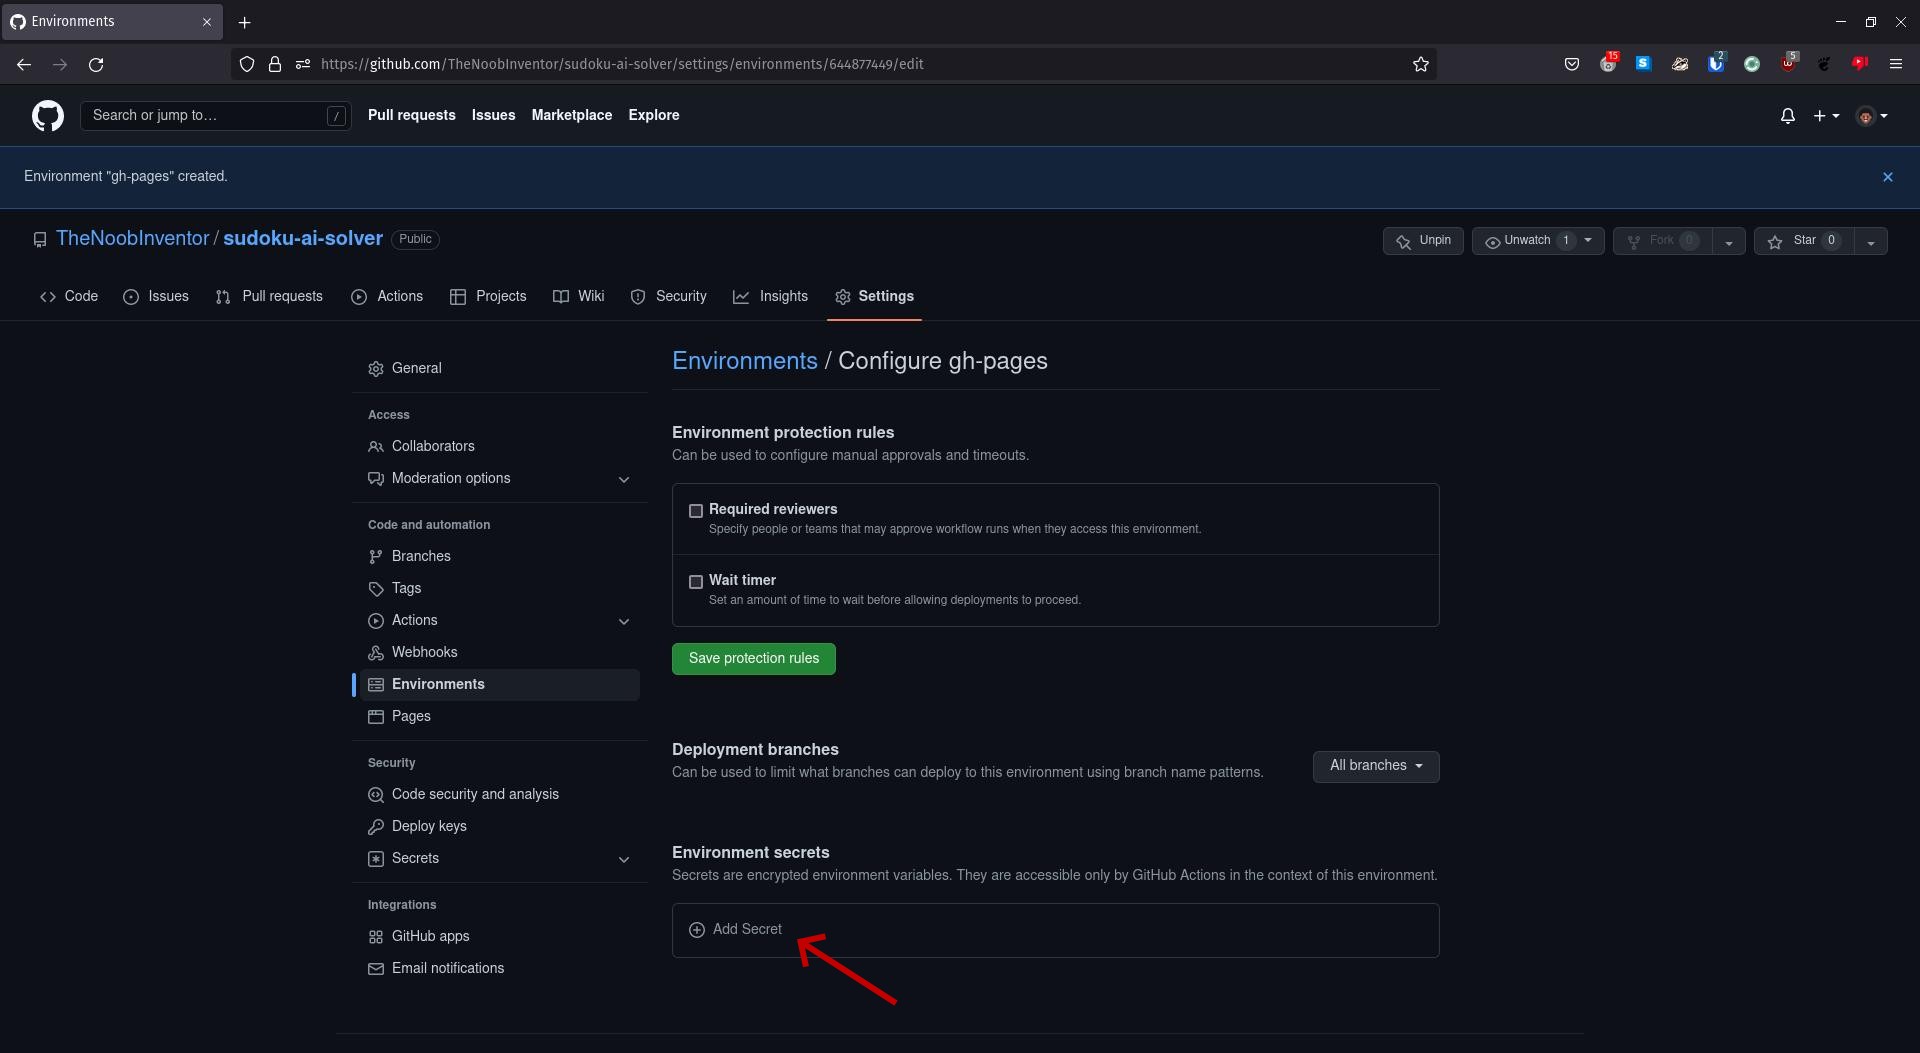 Environments
https://github.com/TheNoobInventor/sudoku-ai-solver/settings/environments/644877449/edit
15
S
2
5
Search or jump to…
/
Pull requests
Issues
Marketplace
Explore
Environment "gh-pages" created.
TheNoobInventor / sudoku-ai-solver
Public
Unpin
Unwatch 1
Fork 0
Star 0
Code
Issues
Pull requests
Actions
Projects
Wiki
Security
Insights
Settings
General
Access
Collaborators
Moderation options
Code and automation
Branches
Tags
Actions
Webhooks
Environments
Pages
Security
Code security and analysis
Deploy keys
Secrets
Integrations
GitHub apps
Email notifications
Environments / Configure gh-pages
Environment protection rules
Can be used to configure manual approvals and timeouts.
Required reviewers
Specify people or teams that may approve workflow runs when they access this environment.
Wait timer
Set an amount of time to wait before allowing deployments to proceed.
Save protection rules
Deployment branches
Can be used to limit what branches can deploy to this environment using branch name patterns.
All branches
Environment secrets
Secrets are encrypted environment variables. They are accessible only by GitHub Actions in the context of this environment.
Add Secret